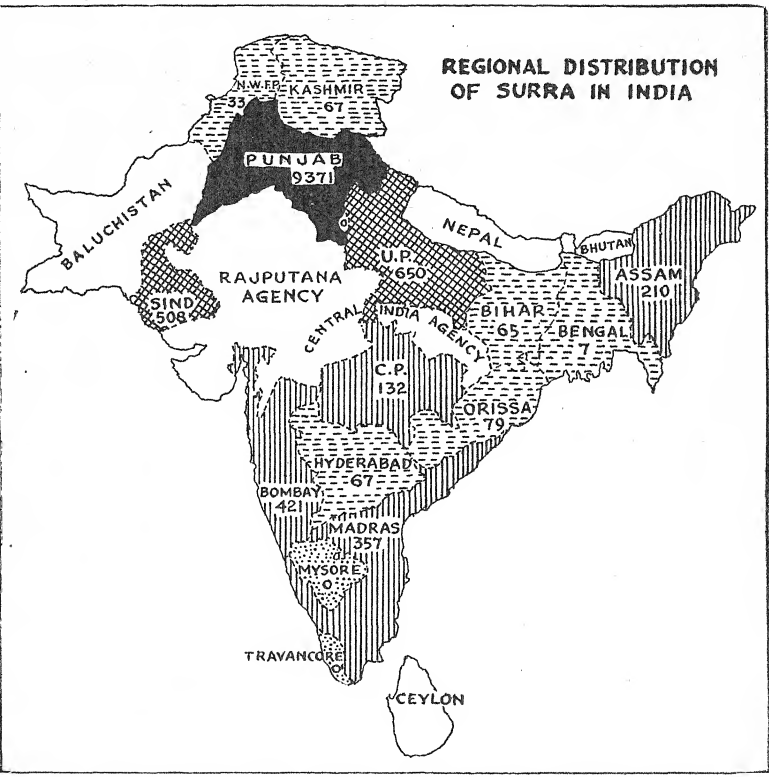 REGIONAL DISTRIBUTION
OF SURRA IN INDIA
N.W.F.P.
33
KASHMIR
67
PUNJAB
9371
BALUCHISTAN
NEPAL
BHUTAN
U.P.
650
ASSAM
210
RAJPUTANA
AGENCY
SIND
508
CENTRAL INDIA AGENCY
BIHAR
65
BENGAL
7
C.P.
132
ORISSA
79
HYDERABAD
67
BOMBAY
421
MADRAS
357
MYSORE
0
TRAVANCORE
0
CEYLON